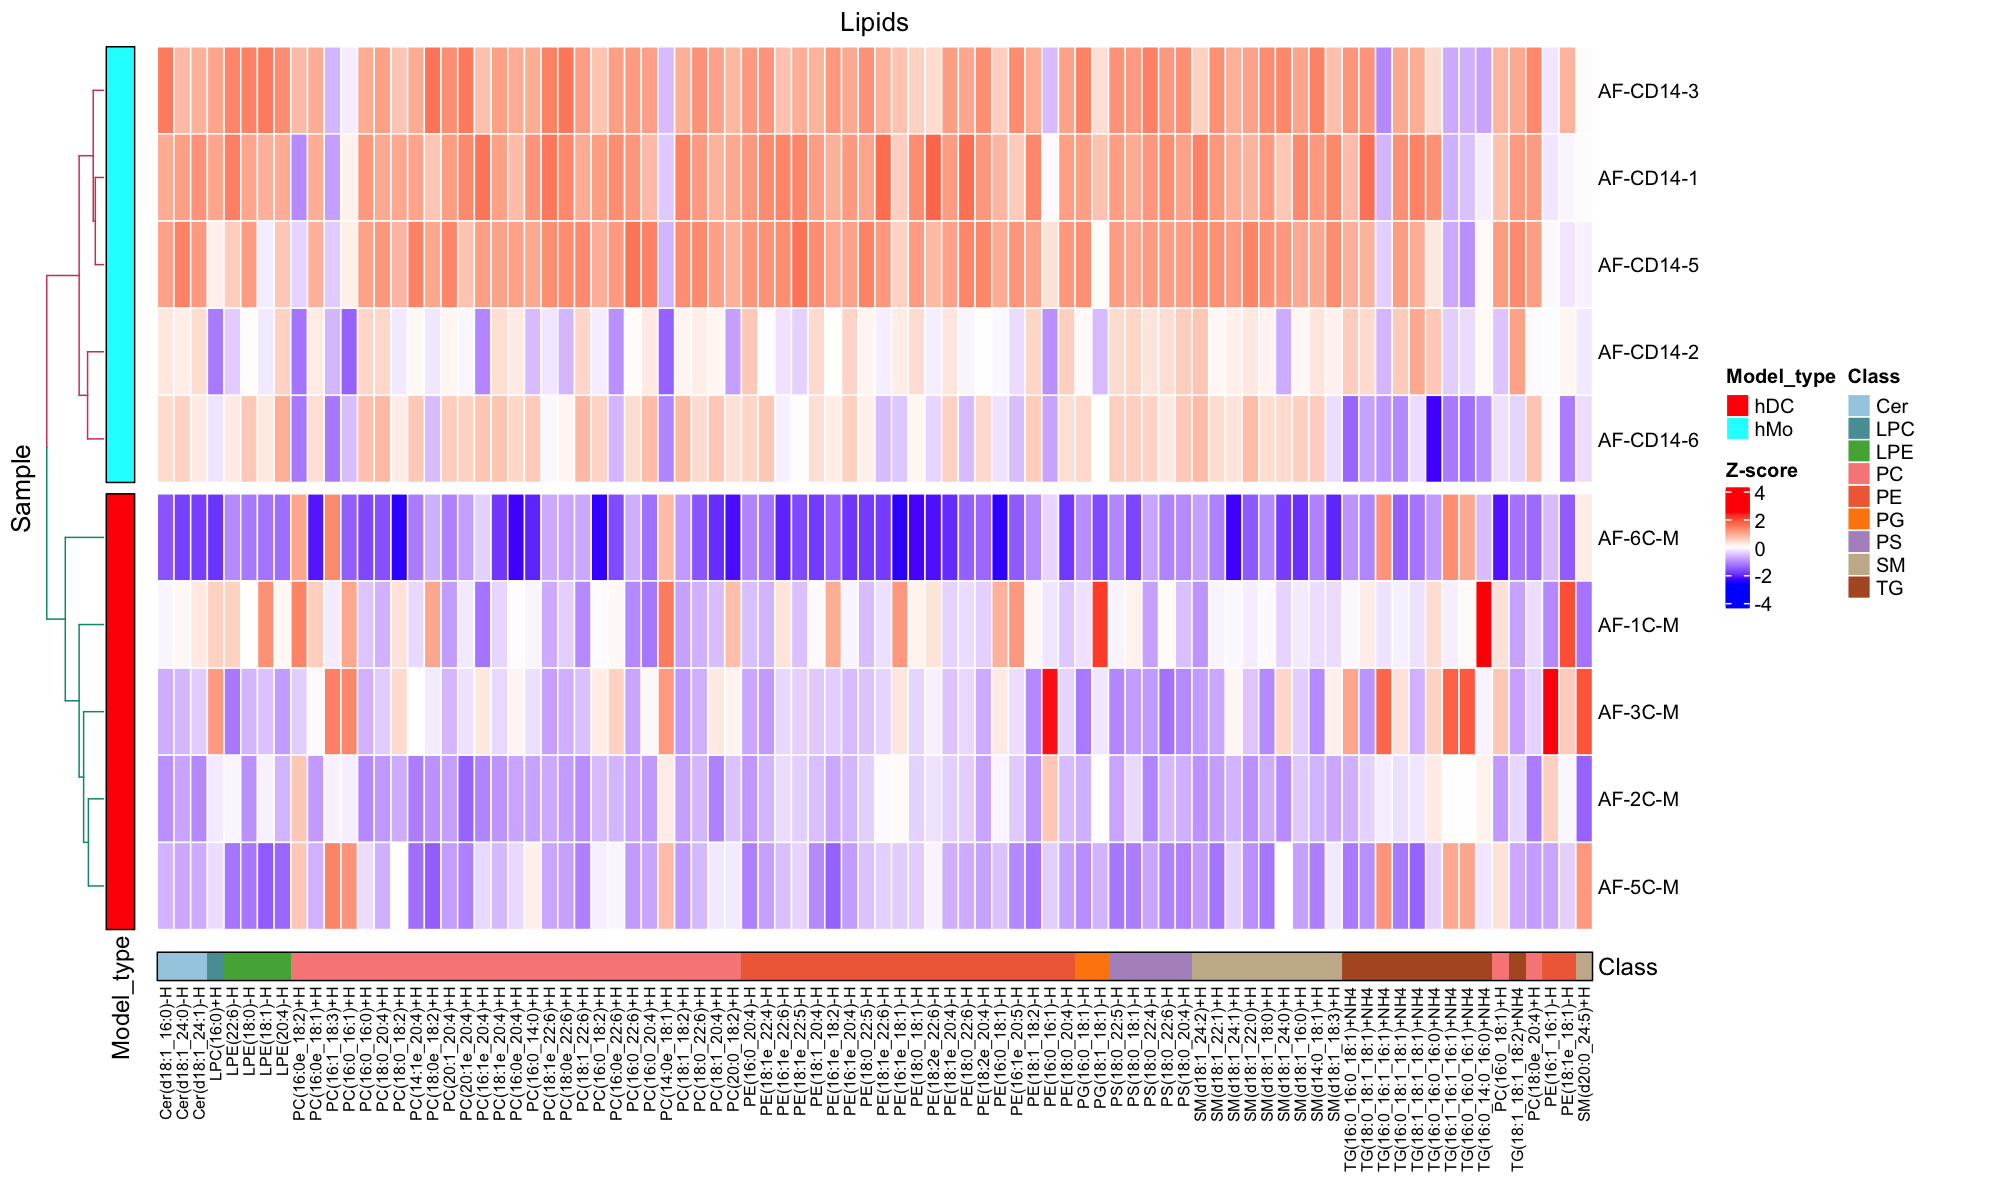 Lipids
AF-CD14-3
AF-CD14-1
AF-CD14-5
AF-CD14-2
AF-CD14-6
AF-6C-M
AF-1C-M
AF-3C-M
AF-2C-M
AF-5C-M
Sample
Model_type
hDC
hMo
Z-score
4
2
0
-2
-4
Class
Cer
LPC
LPE
PC
PE
PG
PS
SM
TG
Model_type
Class
Cer(d18:1_16:0)-H
Cer(d18:1_24:0)-H
Cer(d18:1_24:1)-H
LPC(16:0)+H
LPE(22:6)-H
LPE(18:0)-H
LPE(18:1)-H
LPE(20:4)-H
PC(16:0e_18:2)+H
PC(16:0e_18:1)+H
PC(16:1_18:3)+H
PC(16:0_16:1)+H
PC(16:0_16:0)+H
PC(18:0_20:4)+H
PC(18:0_18:2)+H
PC(14:1e_20:4)+H
PC(18:0e_18:2)+H
PC(20:1_20:4)+H
PC(20:1e_20:4)+H
PC(16:1e_20:4)+H
PC(18:1e_20:4)+H
PC(16:0e_20:4)+H
PC(16:0_14:0)+H
PC(18:1e_22:6)+H
PC(18:0e_22:6)+H
PC(18:1_22:6)+H
PC(16:0_18:2)+H
PC(16:0e_22:6)+H
PC(16:0_22:6)+H
PC(16:0_20:4)+H
PC(14:0e_18:1)+H
PC(18:1_18:2)+H
PC(18:0_22:6)+H
PC(18:1_20:4)+H
PC(20:0_18:2)+H
PE(16:0_20:4)-H
PE(18:1e_22:4)-H
PE(16:1e_22:6)-H
PE(18:1e_22:5)-H
PE(18:1_20:4)-H
PE(16:1e_18:2)-H
PE(16:1e_20:4)-H
PE(18:0_22:5)-H
PE(18:1e_22:6)-H
PE(16:1e_18:1)-H
PE(18:0_18:1)-H
PE(18:2e_22:6)-H
PE(18:1e_20:4)-H
PE(18:0_22:6)-H
PE(18:2e_20:4)-H
PE(16:0_18:1)-H
PE(16:1e_20:5)-H
PE(18:1_18:2)-H
PE(16:0_16:1)-H
PE(18:0_20:4)-H
PG(16:0_18:1)-H
PG(18:1_18:1)-H
PS(18:0_22:5)-H
PS(18:0_18:1)-H
PS(18:0_22:4)-H
PS(18:0_22:6)-H
PS(18:0_20:4)-H
SM(d18:1_24:2)+H
SM(d18:1_22:1)+H
SM(d18:1_24:1)+H
SM(d18:1_22:0)+H
SM(d18:1_18:0)+H
SM(d18:1_24:0)+H
SM(d18:1_16:0)+H
SM(d14:0_18:1)+H
SM(d18:1_18:3)+H
TG(16:0_16:0_18:1)+NH4
TG(18:0_18:1_18:1)+NH4
TG(16:0_16:1_16:1)+NH4
TG(16:0_18:1_18:1)+NH4
TG(18:1_18:1_18:1)+NH4
TG(16:0_16:0_16:0)+NH4
TG(16:1_16:1_16:1)+NH4
TG(16:0_16:0_16:1)+NH4
TG(16:0_14:0_16:0)+NH4
PC(16:0_18:1)+H
TG(18:1_18:1_18:2)+NH4
PC(18:0e_20:4)+H
PE(16:1_16:1)-H
PE(18:1e_18:1)-H
SM(d20:0_24:5)+H